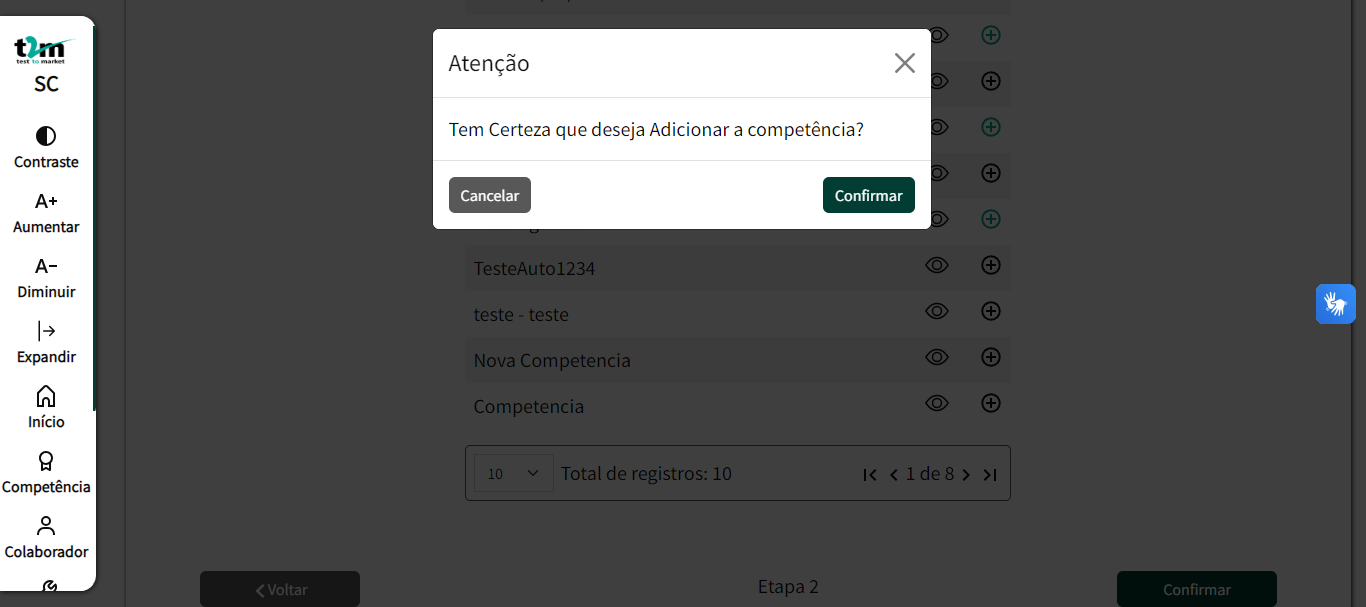 t2m
test to market
SC
Contraste
A+
Aumentar
A-
Diminuir
Expandir
Início
Competência
Colaborador
Atenção
Tem Certeza que deseja Adicionar a competência?
Cancelar
Confirmar
TesteAuto1234
teste - teste
Nova Competencia
Competencia
10
Total de registros: 10
1 de 8
Voltar
Etapa 2
Confirmar